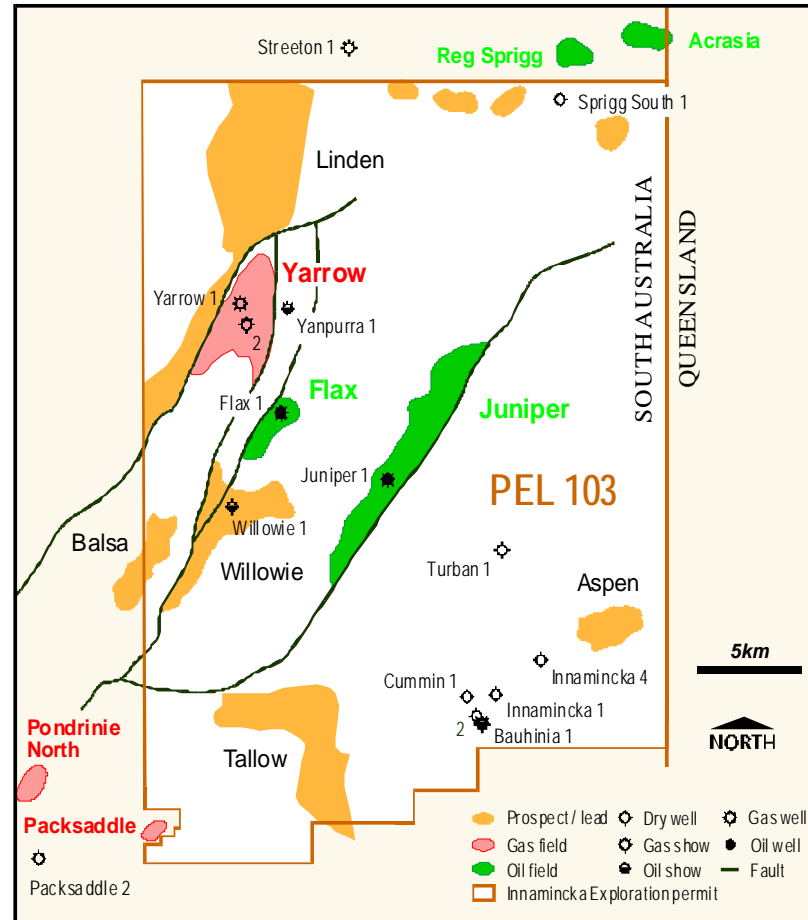 Streeton 1
Reg Sprigg
Acrasia
Sprigg South 1
Linden
SOUTH AUSTRALIA
QUEENSLAND
Yarrow
Yarrow 1
2
Yanpurra 1
Flax
Flax 1
Juniper
Juniper 1
PEL 103
Willowie 1
Balsa
Willowie
Turban 1
Aspen
5km
Innamincka 4
Cummin 1
Innamincka 1
2
Bauhinia 1
NORTH
Pondrinie
North
Tallow
Packsaddle
Packsaddle 2
Prospect / lead
Dry well
Gas well
Gas field
Gas show
Oil well
Oil field
Oil show
Fault
Innamincka Exploration permit